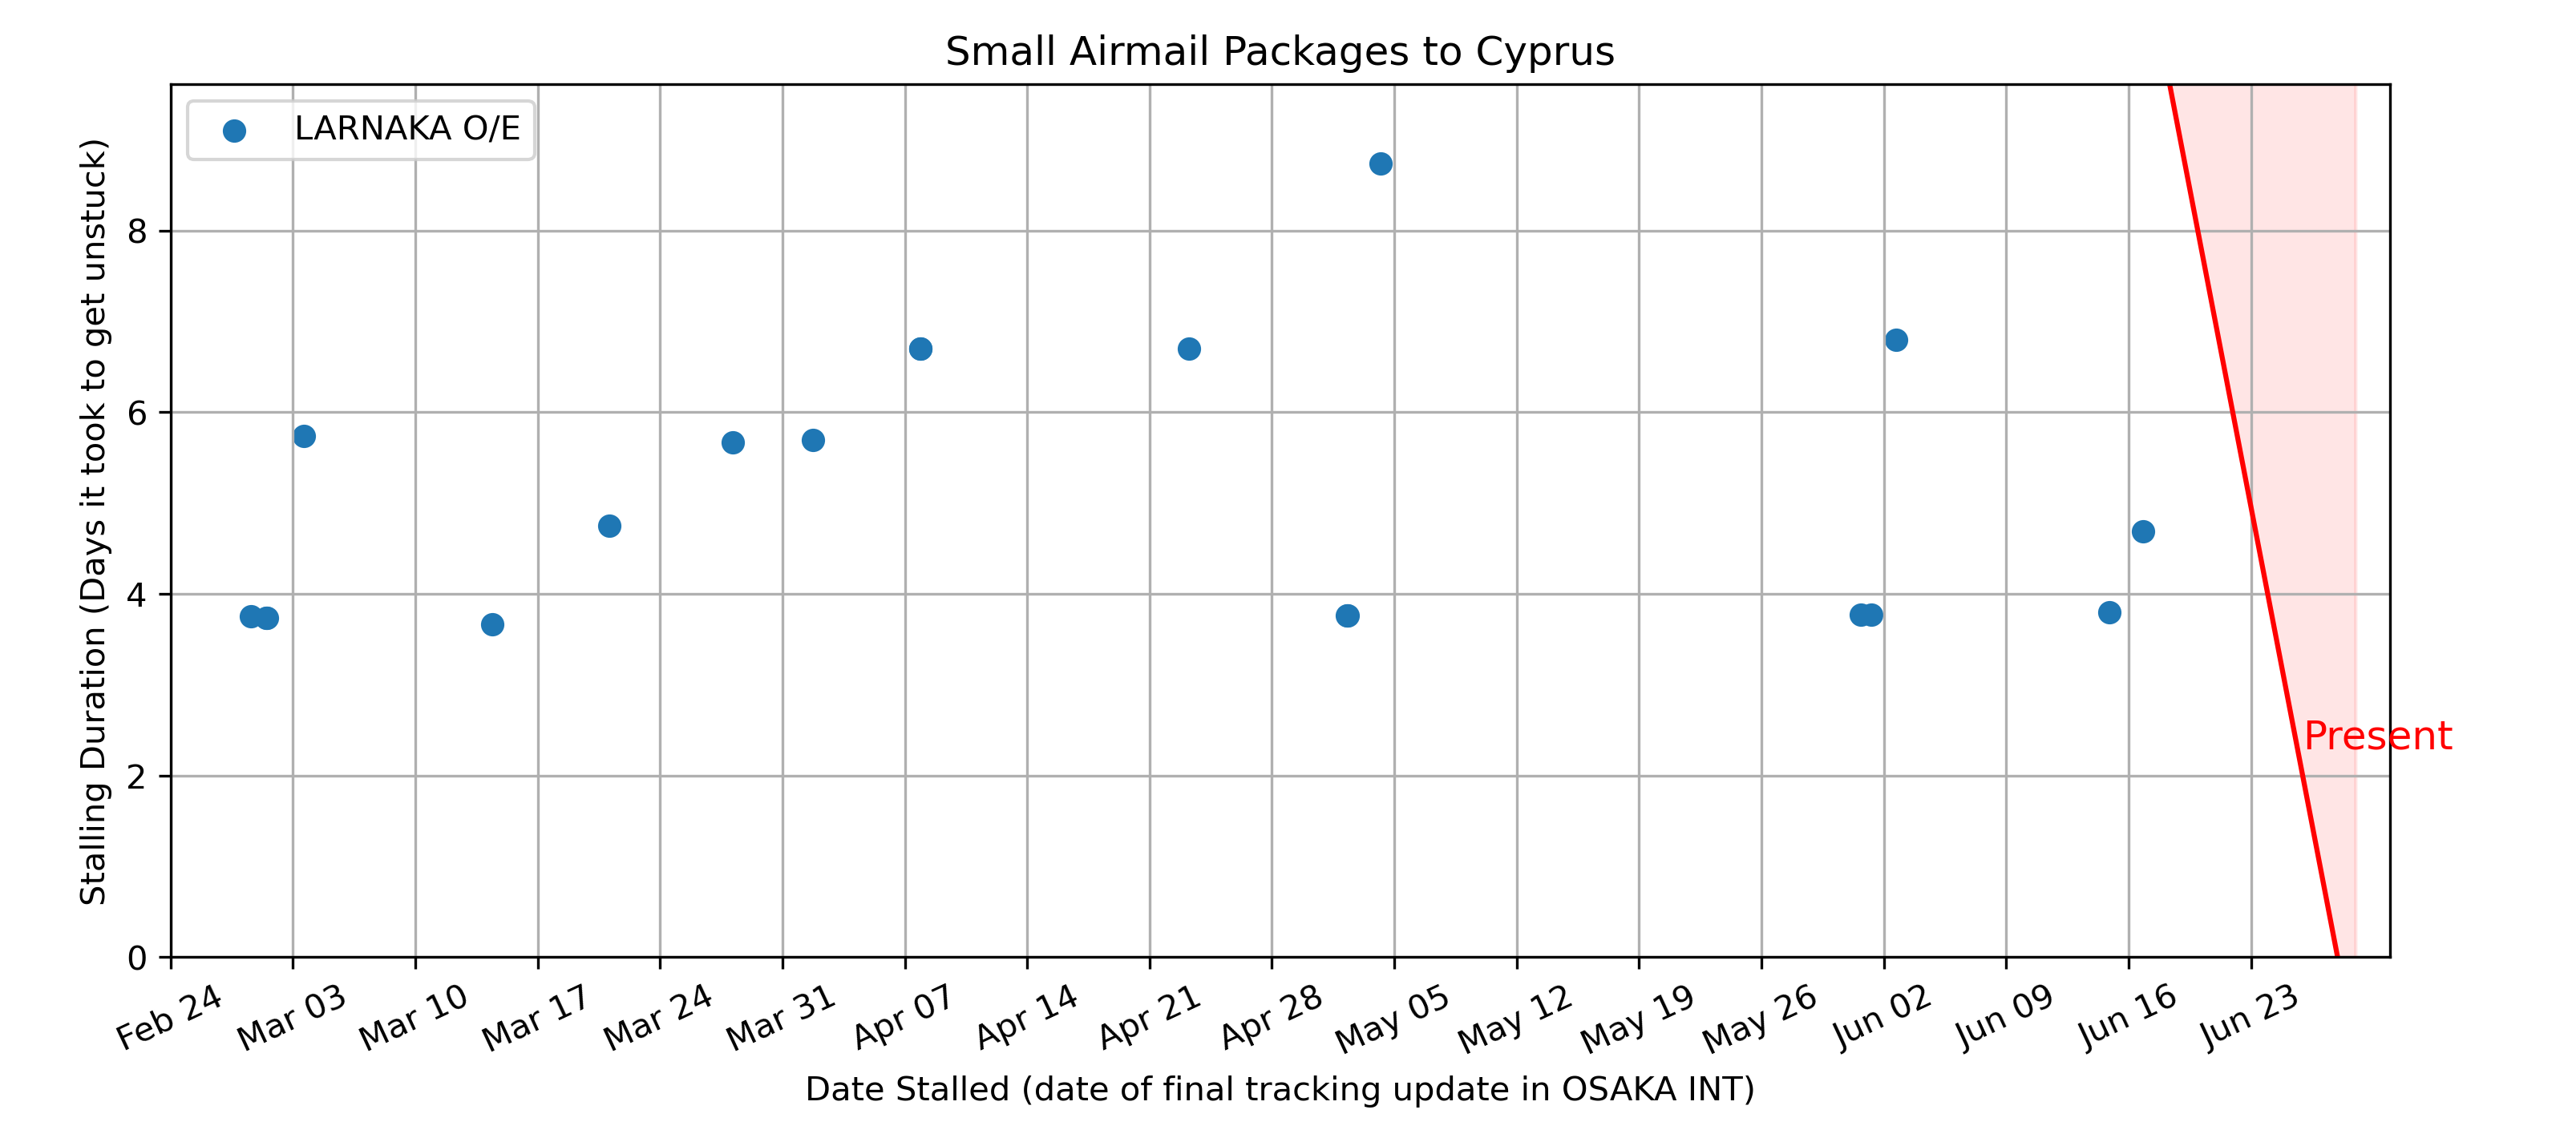 Small Airmail Packages to Cyprus
LARNAKA O/E
Stalling Duration (Days it took to get unstuck)
8
6
4
2
0
Present
Feb 24 Mar 03 Mar 10 Mar 17 Mar 24 Mar 31 Apr 07 Apr 14 Apr 21 Apr 28 May 05 May 12 May 19 May 26 Jun 02 Jun 09 Jun 16 Jun 23
Date Stalled (date of final tracking update in OSAKA INT)